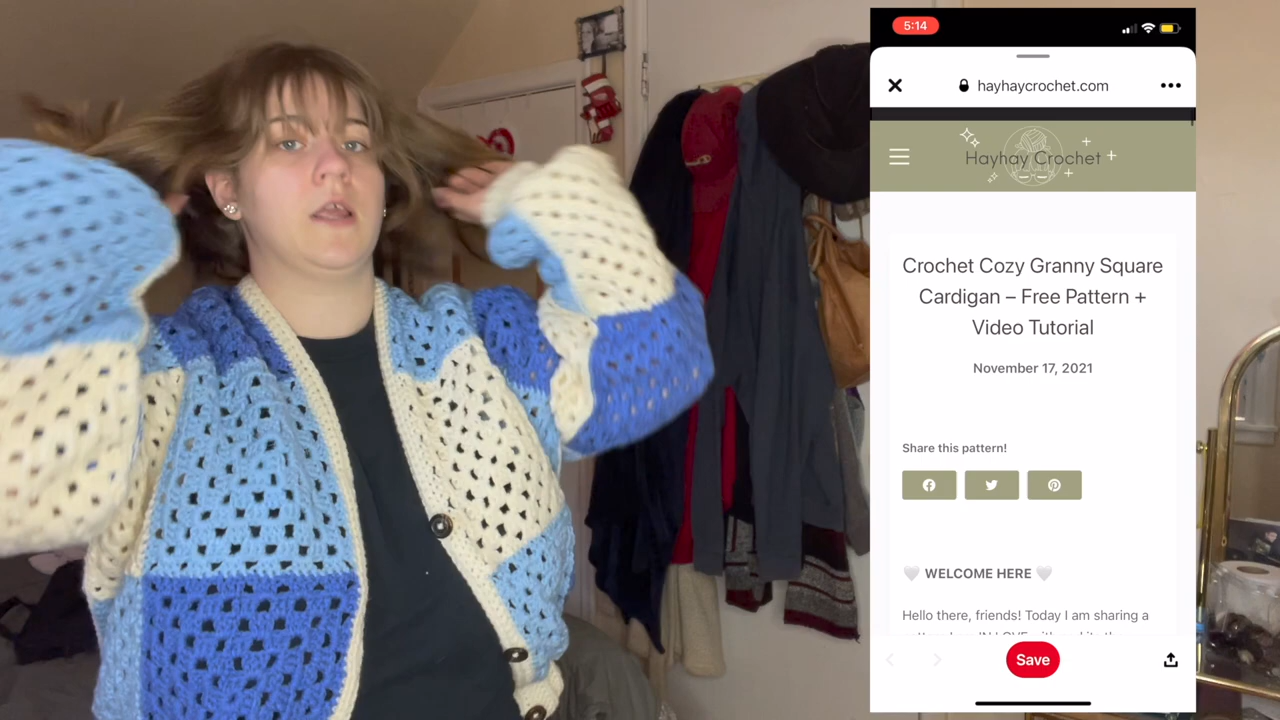 5:14
hayhaycrochet.com
Hayhay Crochet
Crochet Cozy Granny Square
Cardigan – Free Pattern +
Video Tutorial
November 17, 2021
Share this pattern!
🤍 WELCOME HERE 🤍
Hello there, friends! Today I am sharing a
Save